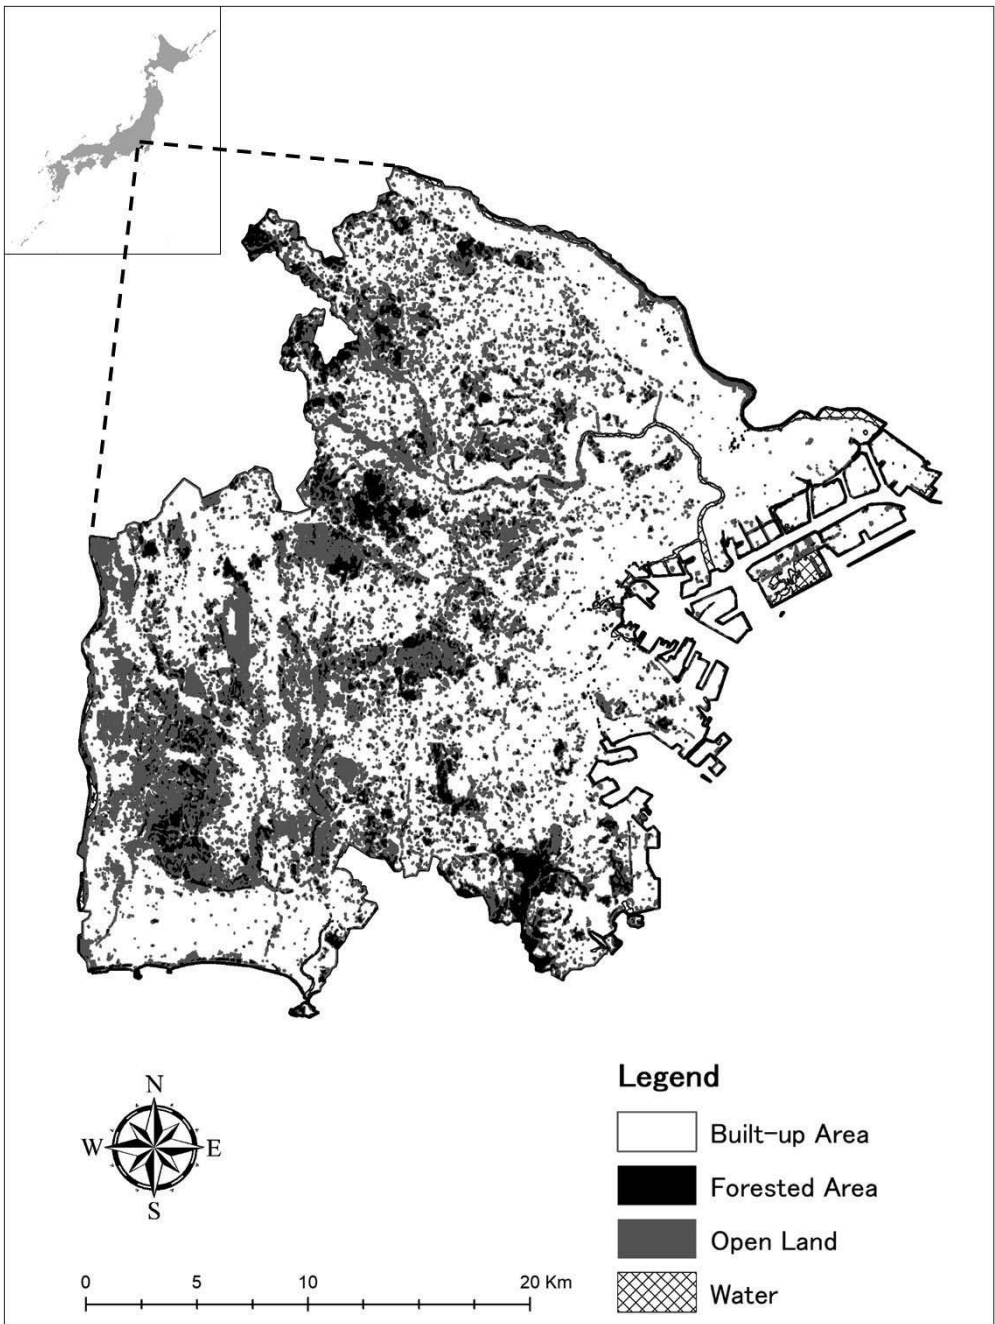 N
W E
S
0 5 10 20 Km
Legend
Built-up Area
Forested Area
Open Land
Water